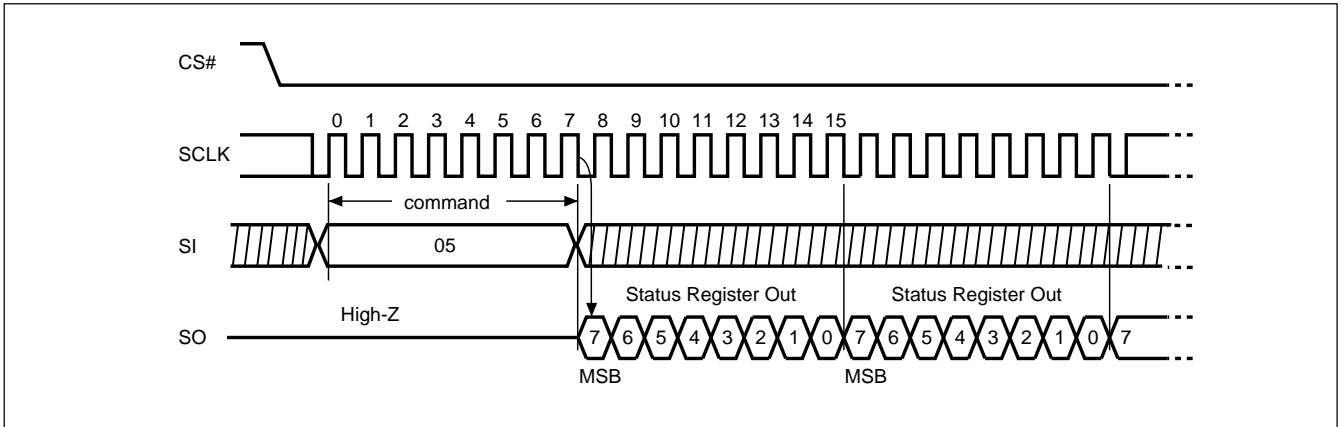 CS#
0 1 2 3 4 5 6 7 8 9 10 11 12 13 14 15
SCLK
command
SI
05
Status Register Out Status Register Out
High-Z
SO
7 6 5 4 3 2 1 0 7 6 5 4 3 2 1 0 7
MSB MSB